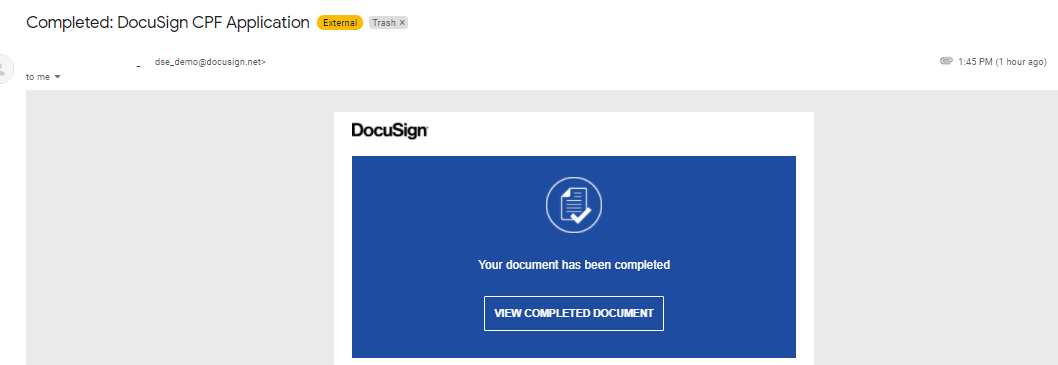 Completed: DocuSign CPF Application External Trash ×
dse_demo@docusign.net> 1:45 PM (1 hour ago)
to me
DocuSign
Your document has been completed
VIEW COMPLETED DOCUMENT